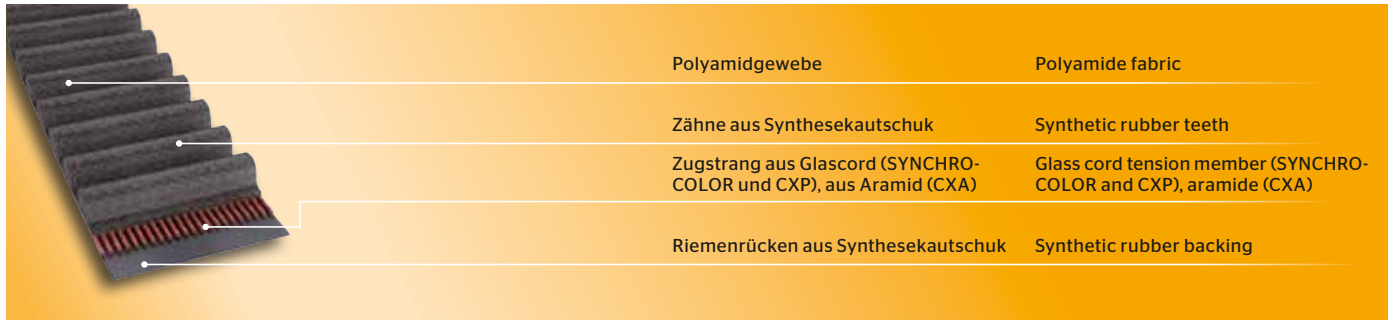 Polyamidgewebe
Polyamide fabric
Zähne aus Synthesekautschuk
Synthetic rubber teeth
Zugstrang aus Glascord (SYNCHRO-
COLOR und CXP), aus Aramid (CXA)
Glass cord tension member (SYNCHRO-
COLOR and CXP), aramide (CXA)
Riemenrücken aus Synthesekautschuk
Synthetic rubber backing